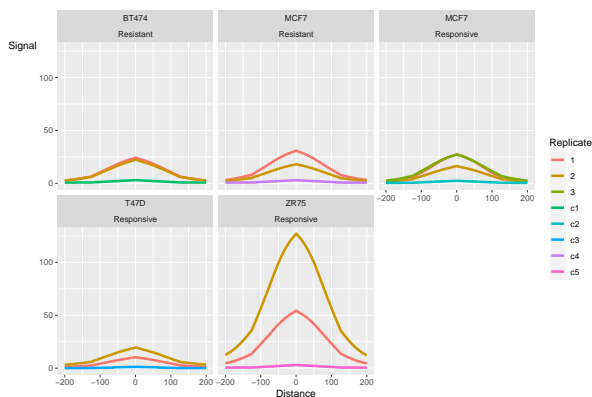 BT474 MCF7 MCF7
Resistant Resistant Responsive
Signal
100
50
0
−200 −100 0 100 200
T47D ZR75
Responsive Responsive
100
50
0
−200 −100 0 100 200 −200 −100 0 100 200
Distance
Replicate
1
2
3
c1
c2
c3
c4
c5